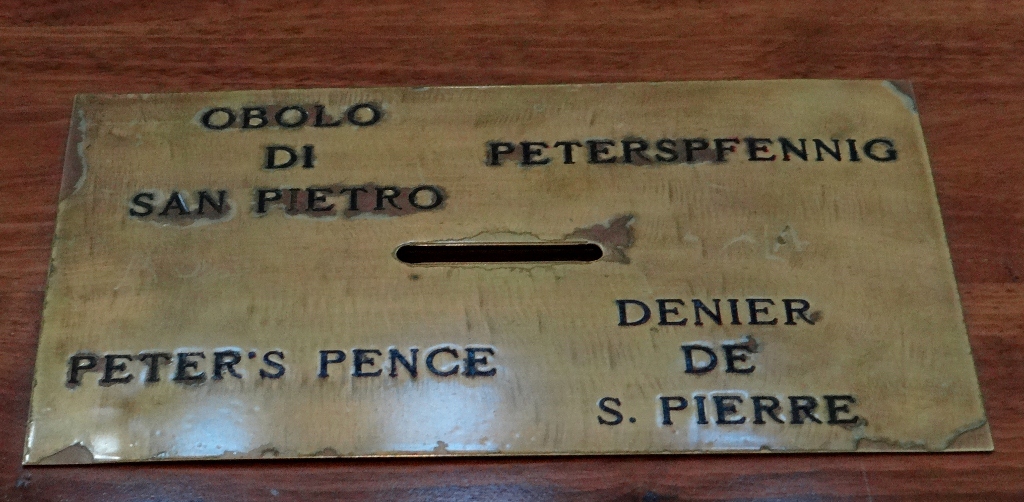 OBOLO
DI
SAN PIETRO
PETERSPFENNIG
PETER'S PENCE
DENIER
DE
S. PIERRE